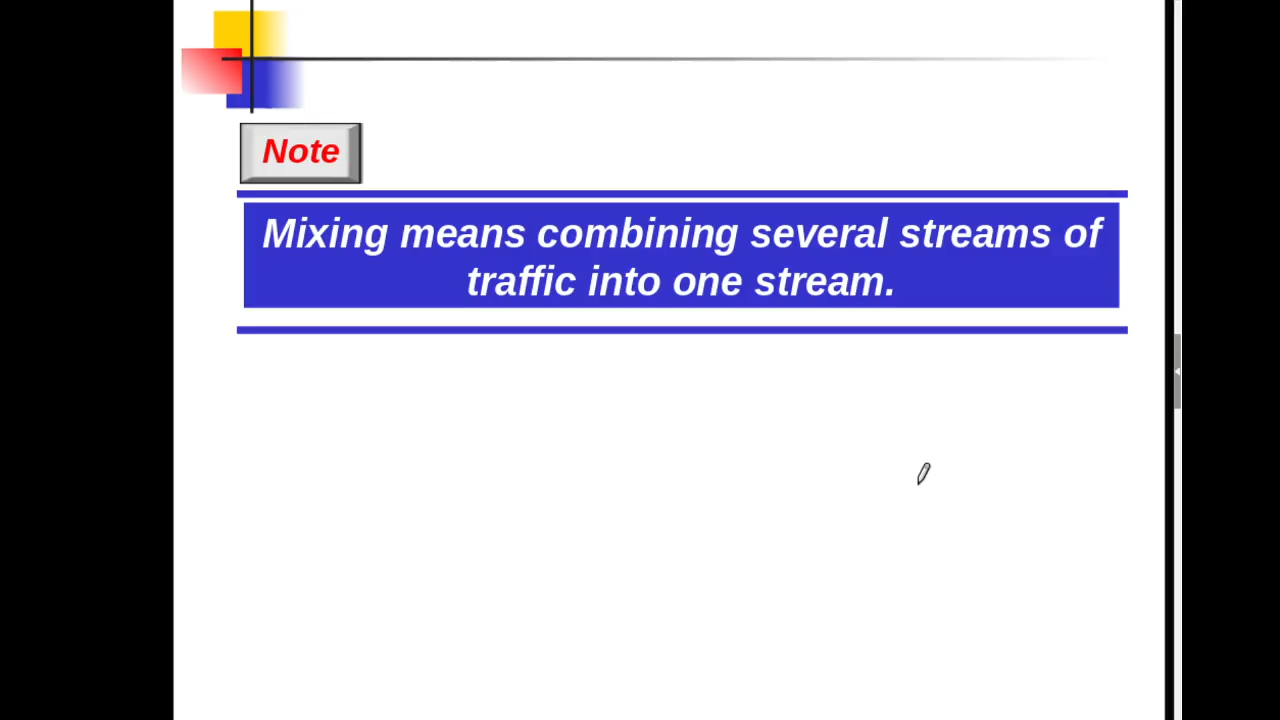 Note
Mixing means combining several streams of
traffic into one stream.